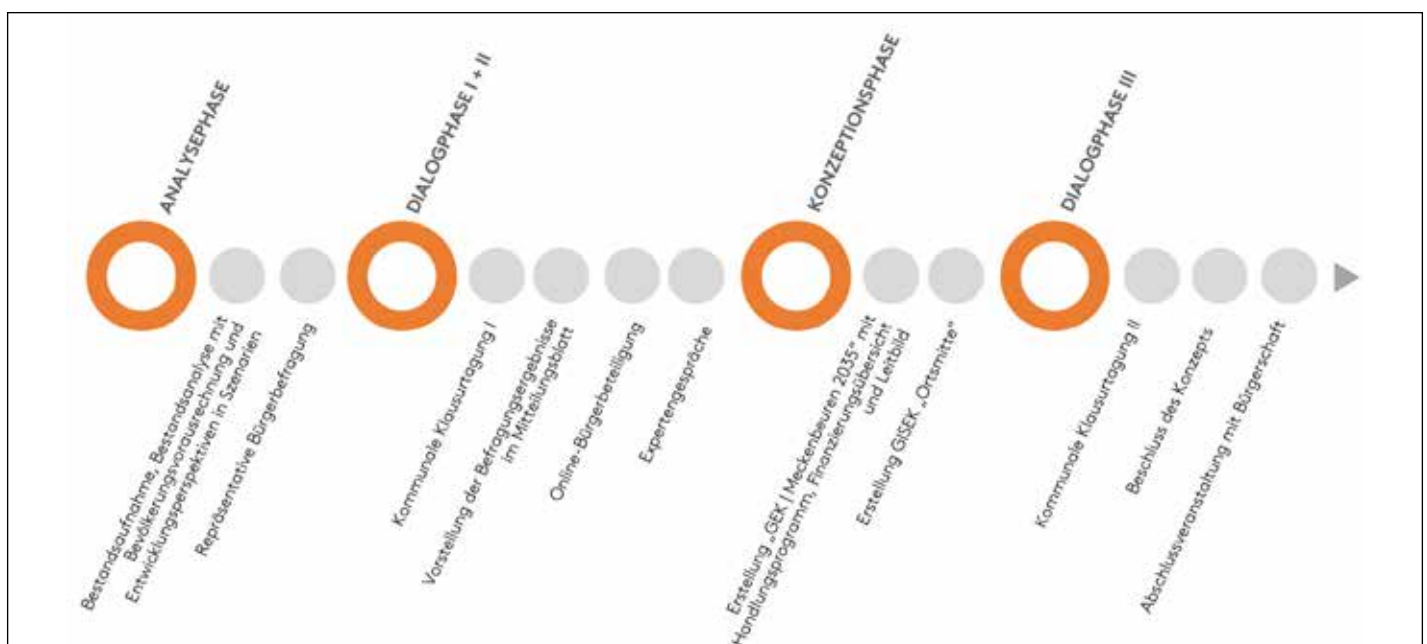 ANALYSEPHASE
Bestandsaufnahme, Bestandsanalyse mit
Bevölkerungsvorausrechnung und
Entwicklungsperspektiven in Szenarien
Repräsentative Bürgerbefragung
DIALOGPHASE I + II
Kommunale Klausurtagung I
Vorstellung der Befragungsergebnisse
im Mitteilungsblatt
Online-Bürgerbeteiligung
Expertengespräche
KONZEPTIONSPHASE
Erstellung „GEK | Meckenbeuren 2035“ mit
Handlungsprogramm, Finanzierungsübersicht
und Leitbild
Erstellung GISEK „Ortsmitte“
DIALOGPHASE III
Kommunale Klausurtagung II
Beschluss des Konzepts
Abschlussveranstaltung mit Bürgerschaft